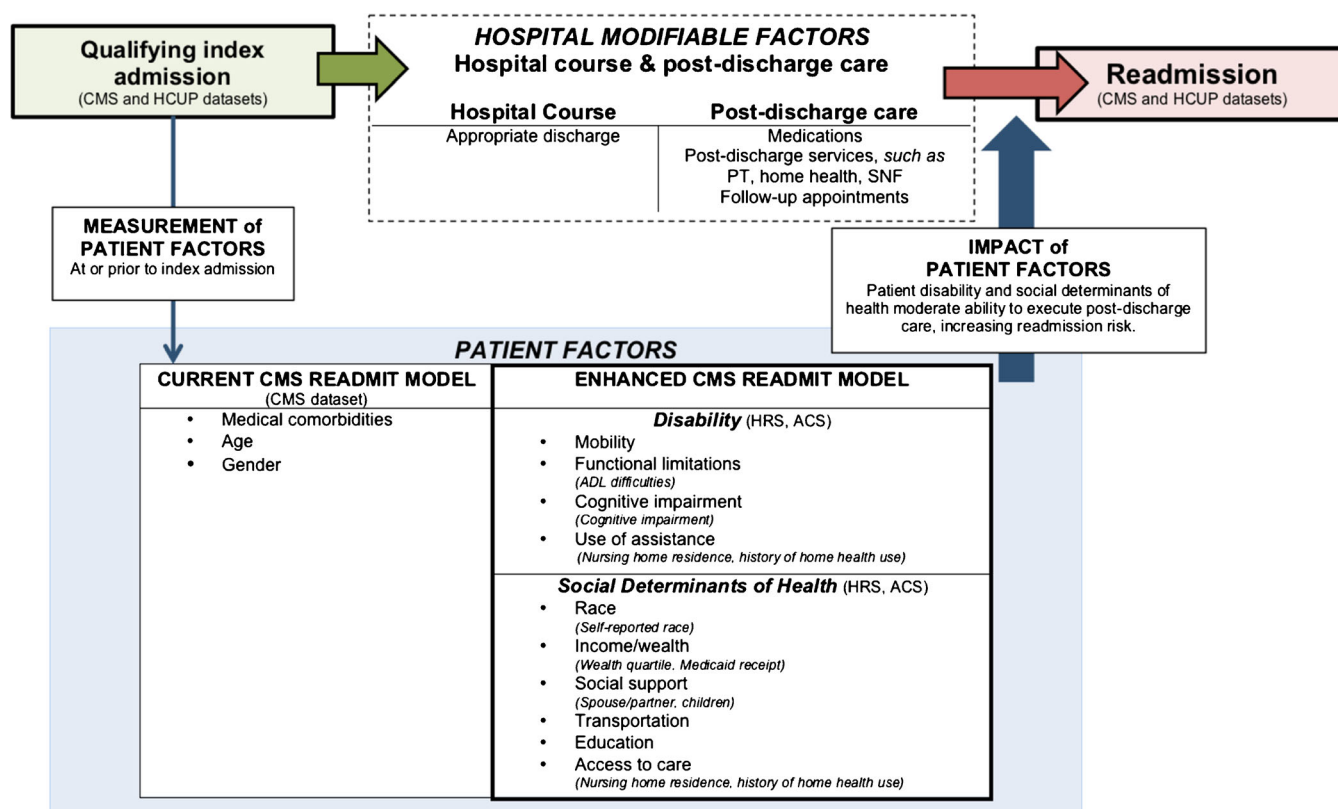 Qualifying index
admission
(CMS and HCUP datasets)
HOSPITAL MODIFIABLE FACTORS
Hospital course & post-discharge care
Hospital Course
Appropriate discharge
Post-discharge care
Medications
Post-discharge services, such as
PT, home health, SNF
Follow-up appointments
Readmission
(CMS and HCUP datasets)
MEASUREMENT of
PATIENT FACTORS
At or prior to index admission
IMPACT of
PATIENT FACTORS
Patient disability and social determinants of
health moderate ability to execute post-discharge
care, increasing readmission risk.
PATIENT FACTORS
CURRENT CMS READMIT MODEL
(CMS dataset)
• Medical comorbidities
• Age
• Gender
ENHANCED CMS READMIT MODEL
Disability (HRS, ACS)
• Mobility
• Functional limitations
(ADL difficulties)
• Cognitive impairment
(Cognitive impairment)
• Use of assistance
(Nursing home residence, history of home health use)
Social Determinants of Health (HRS, ACS)
• Race
(Self-reported race)
• Income/wealth
(Wealth quartile, Medicaid receipt)
• Social support
(Spouse/partner, children)
• Transportation
• Education
• Access to care
(Nursing home residence, history of home health use)